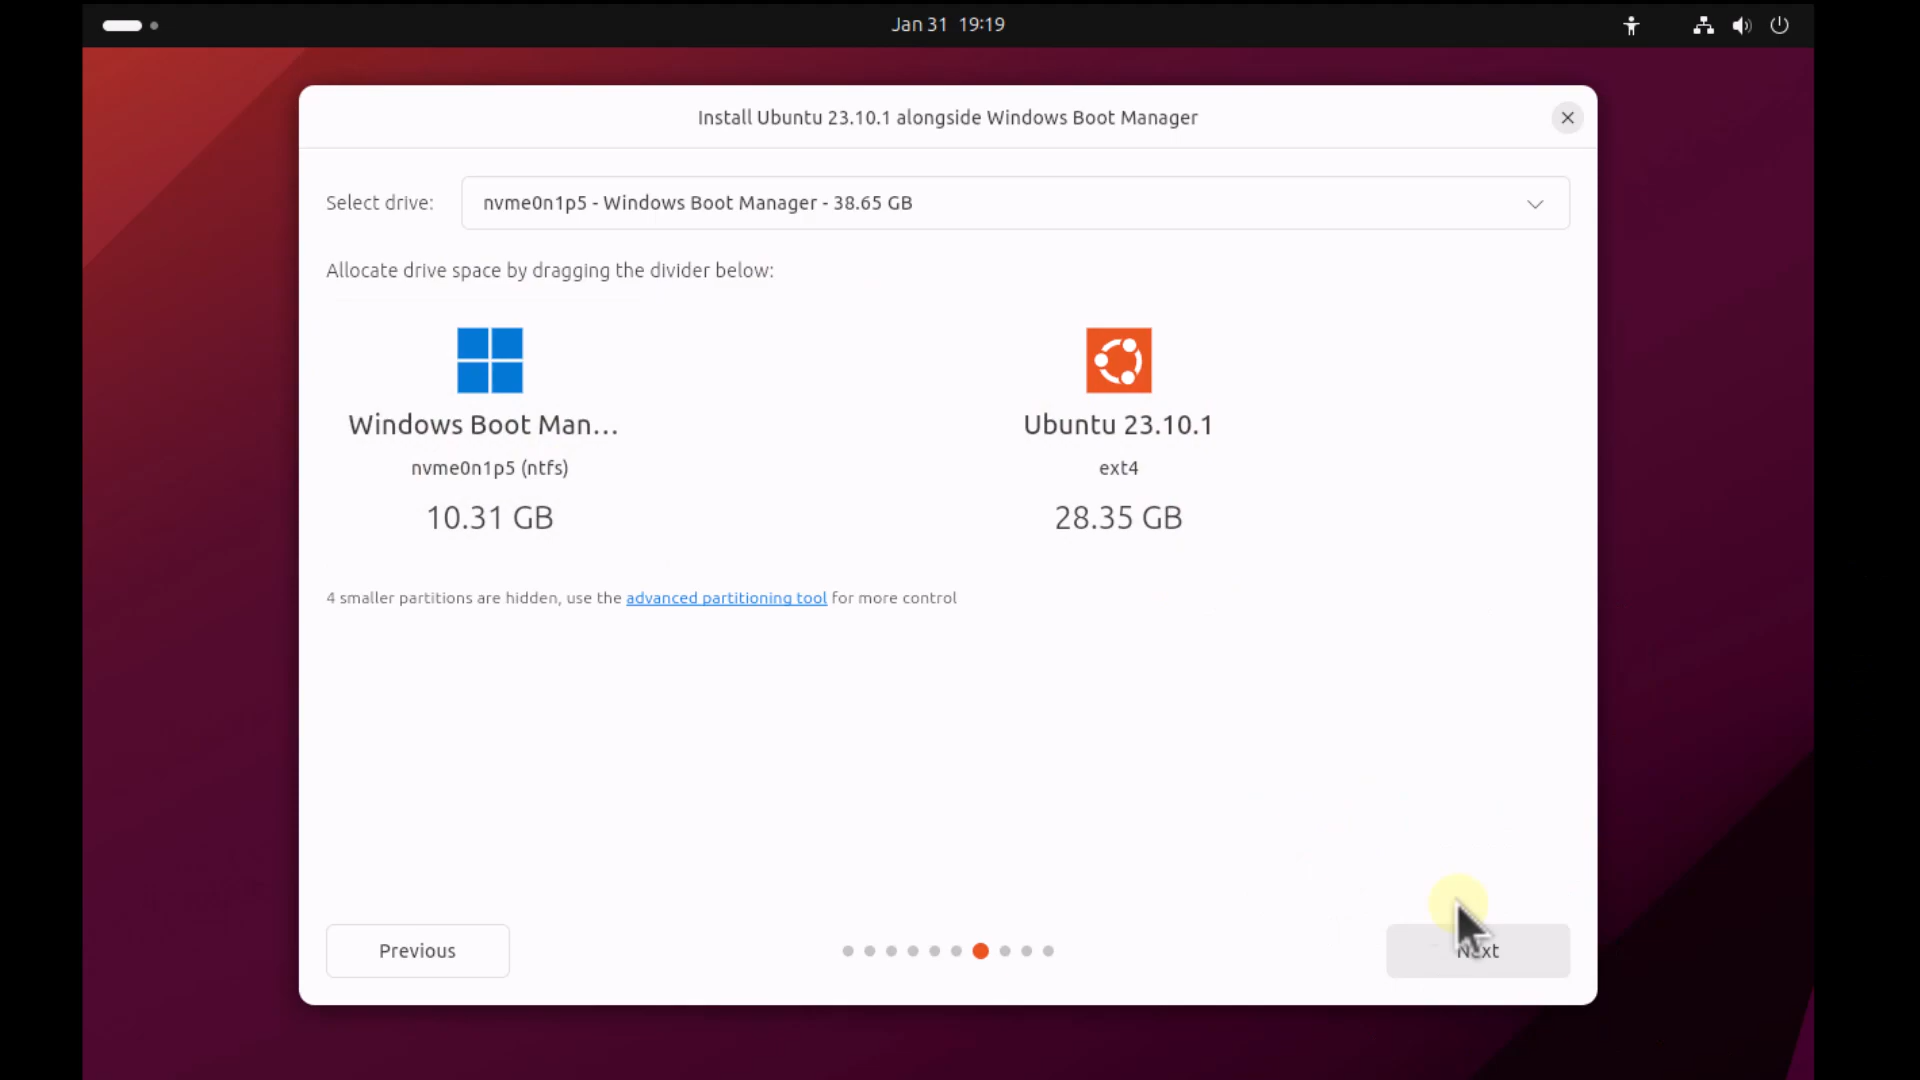 Jan 31 19:19
Install Ubuntu 23.10.1 alongside Windows Boot Manager
Select drive: nvme0n1p5 - Windows Boot Manager - 38.65 GB
Allocate drive space by dragging the divider below:
Windows Boot Man... Ubuntu 23.10.1
nvme0n1p5 (ntfs) ext4
10.31 GB 28.35 GB
4 smaller partitions are hidden, use the advanced partitioning tool for more control
Previous Next